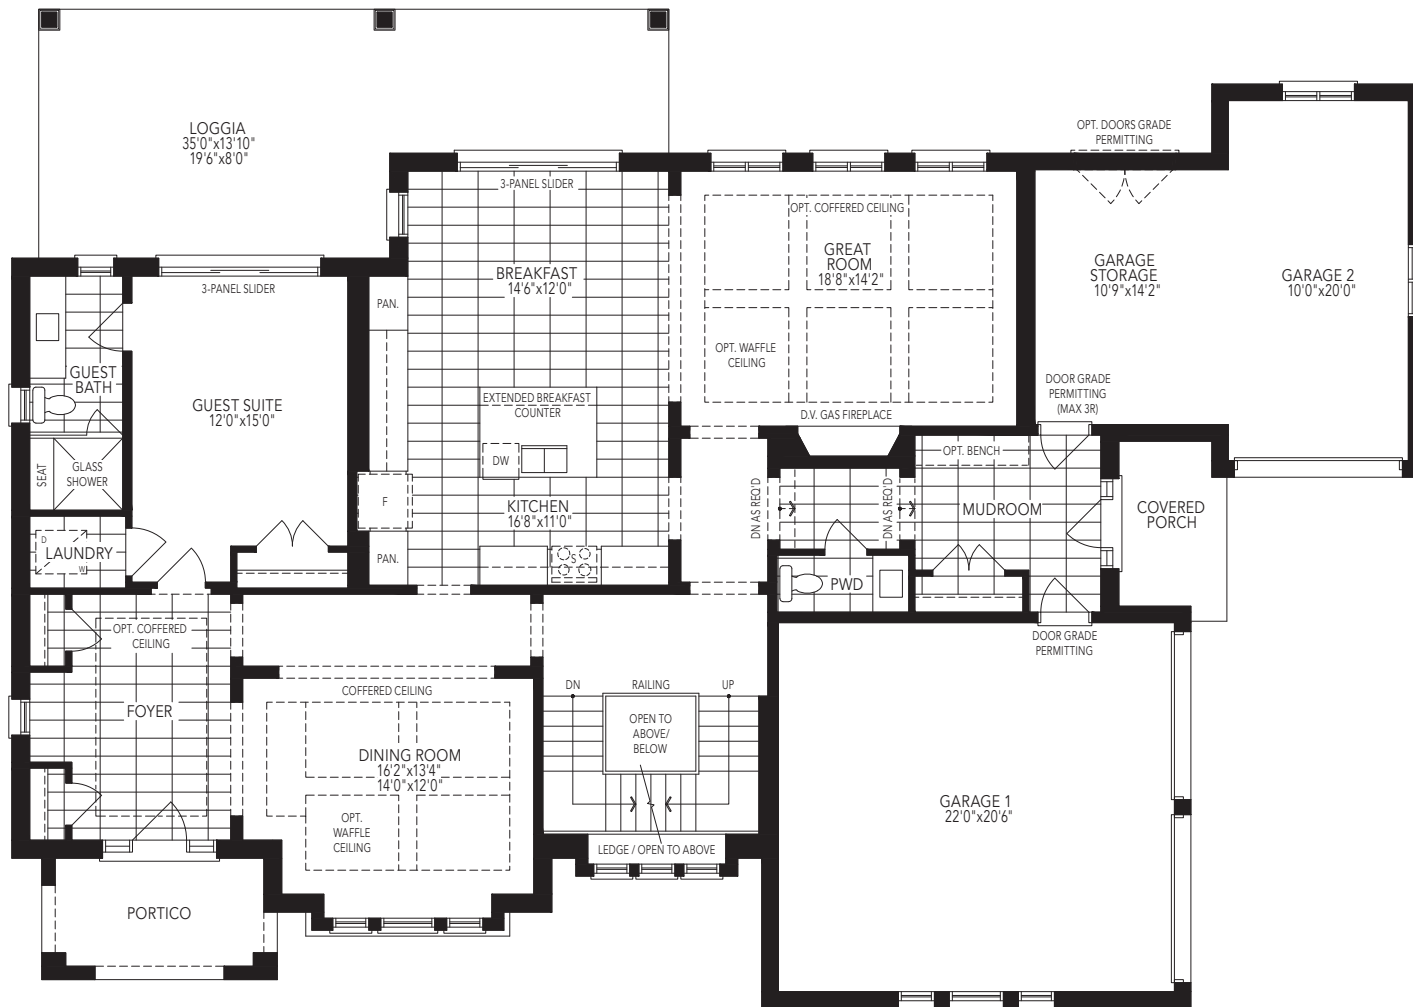 LOGGIA
35'0"x13'10"
19'6"x8'0"
OPT. DOORS GRADE
PERMITTING
3-PANEL SLIDER
OPT. COFFERED CEILING
GREAT
ROOM
18'8"x14'2"
BREAKFAST
14'6"x12'0"
GARAGE
STORAGE
10'9"x14'2"
GARAGE 2
10'0"x20'0"
3-PANEL SLIDER
PAN.
OPT. WAFFLE
CEILING
GUEST
BATH
GUEST SUITE
12'0"x15'0"
EXTENDED BREAKFAST
COUNTER
D.V. GAS FIREPLACE
DOOR GRADE
PERMITTING
(MAX 3R)
OPT. BENCH
SEAT
GLASS
SHOWER
DW
F
KITCHEN
16'8"x11'0"
DN AS REQ'D
DN AS REQ'D
MUDROOM
COVERED
PORCH
D
LAUNDRY
W
PAN.
S
PWD
OPT. COFFERED
CEILING
DOOR GRADE
PERMITTING
FOYER
COFFERED CEILING
DN
RAILING
UP
OPEN TO
ABOVE/
BELOW
DINING ROOM
16'2"x13'4"
14'0"x12'0"
OPT.
WAFFLE
CEILING
GARAGE 1
22'0"x20'6"
LEDGE / OPEN TO ABOVE
PORTICO